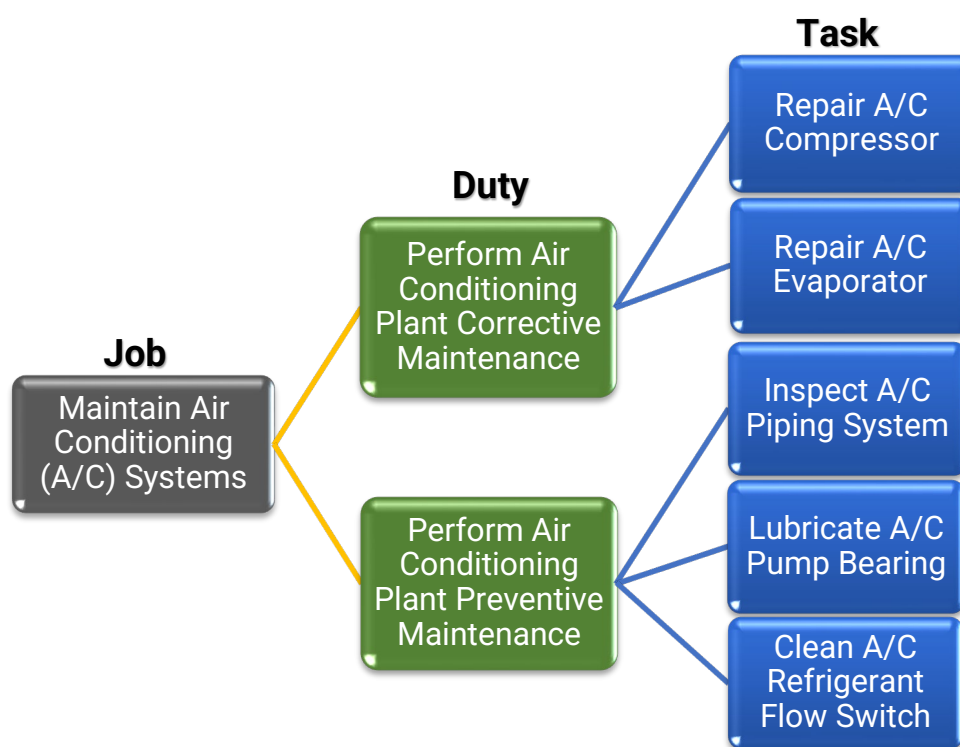 Job
Maintain Air
Conditioning
(A/C) Systems
Duty
Perform Air
Conditioning
Plant Corrective
Maintenance
Perform Air
Conditioning
Plant Preventive
Maintenance
Task
Repair A/C
Compressor
Repair A/C
Evaporator
Inspect A/C
Piping System
Lubricate A/C
Pump Bearing
Clean A/C
Refrigerant
Flow Switch